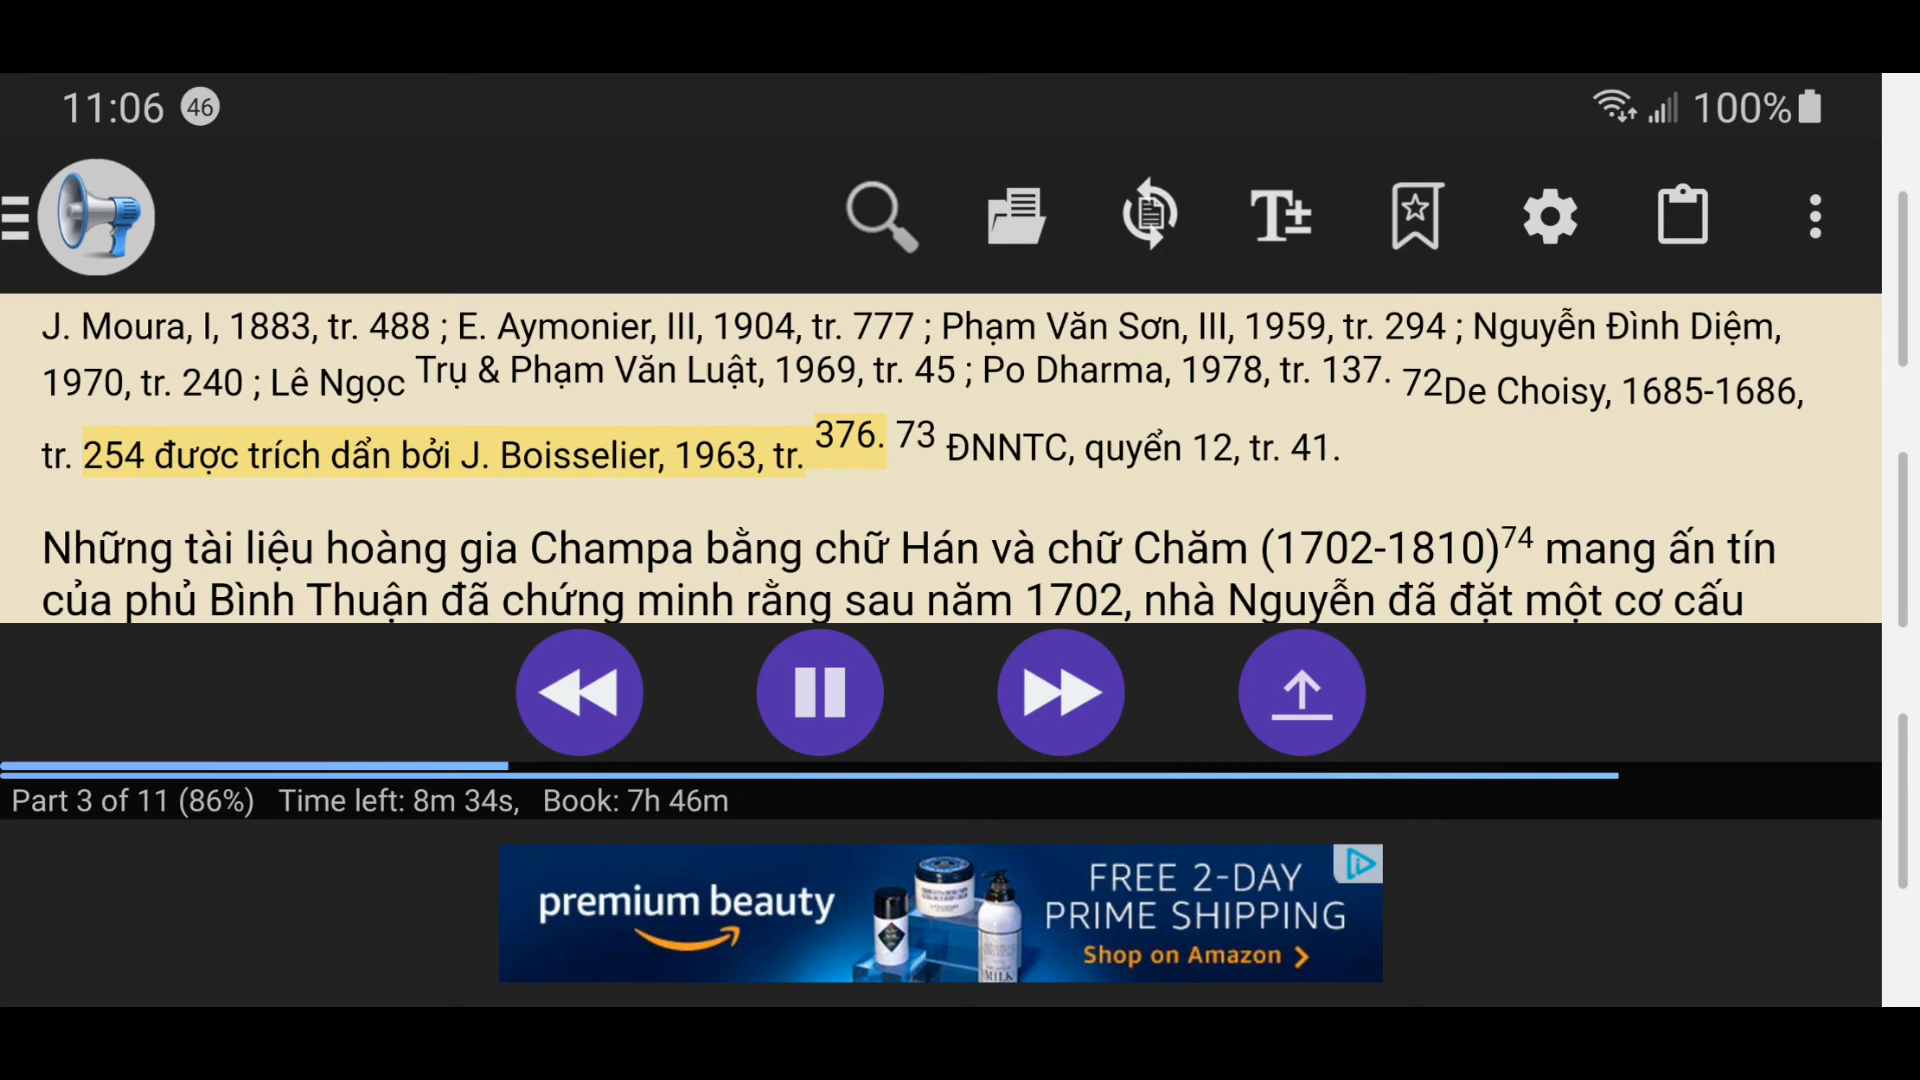 11:06 46 100%
J. Moura, I, 1883, tr. 488 ; E. Aymonier, III, 1904, tr. 777 ; Phạm Văn Sơn, III, 1959, tr. 294 ; Nguyễn Đình Diệm,
1970, tr. 240 ; Lê Ngọc Trụ & Phạm Văn Luật, 1969, tr. 45 ; Po Dharma, 1978, tr. 137. 72De Choisy, 1685-1686,
tr. 254 được trích dẩn bởi J. Boisselier, 1963, tr. 376. 73 ĐNNTC, quyển 12, tr. 41.
Những tài liệu hoàng gia Champa bằng chữ Hán và chữ Chăm (1702-1810)74 mang ấn tín
của phủ Bình Thuận đã chứng minh rằng sau năm 1702, nhà Nguyễn đã đặt một cơ cấu
Part 3 of 11 (86%) Time left: 8m 34s, Book: 7h 46m
premium beauty
FREE 2-DAY
PRIME SHIPPING
Shop on Amazon
MILK